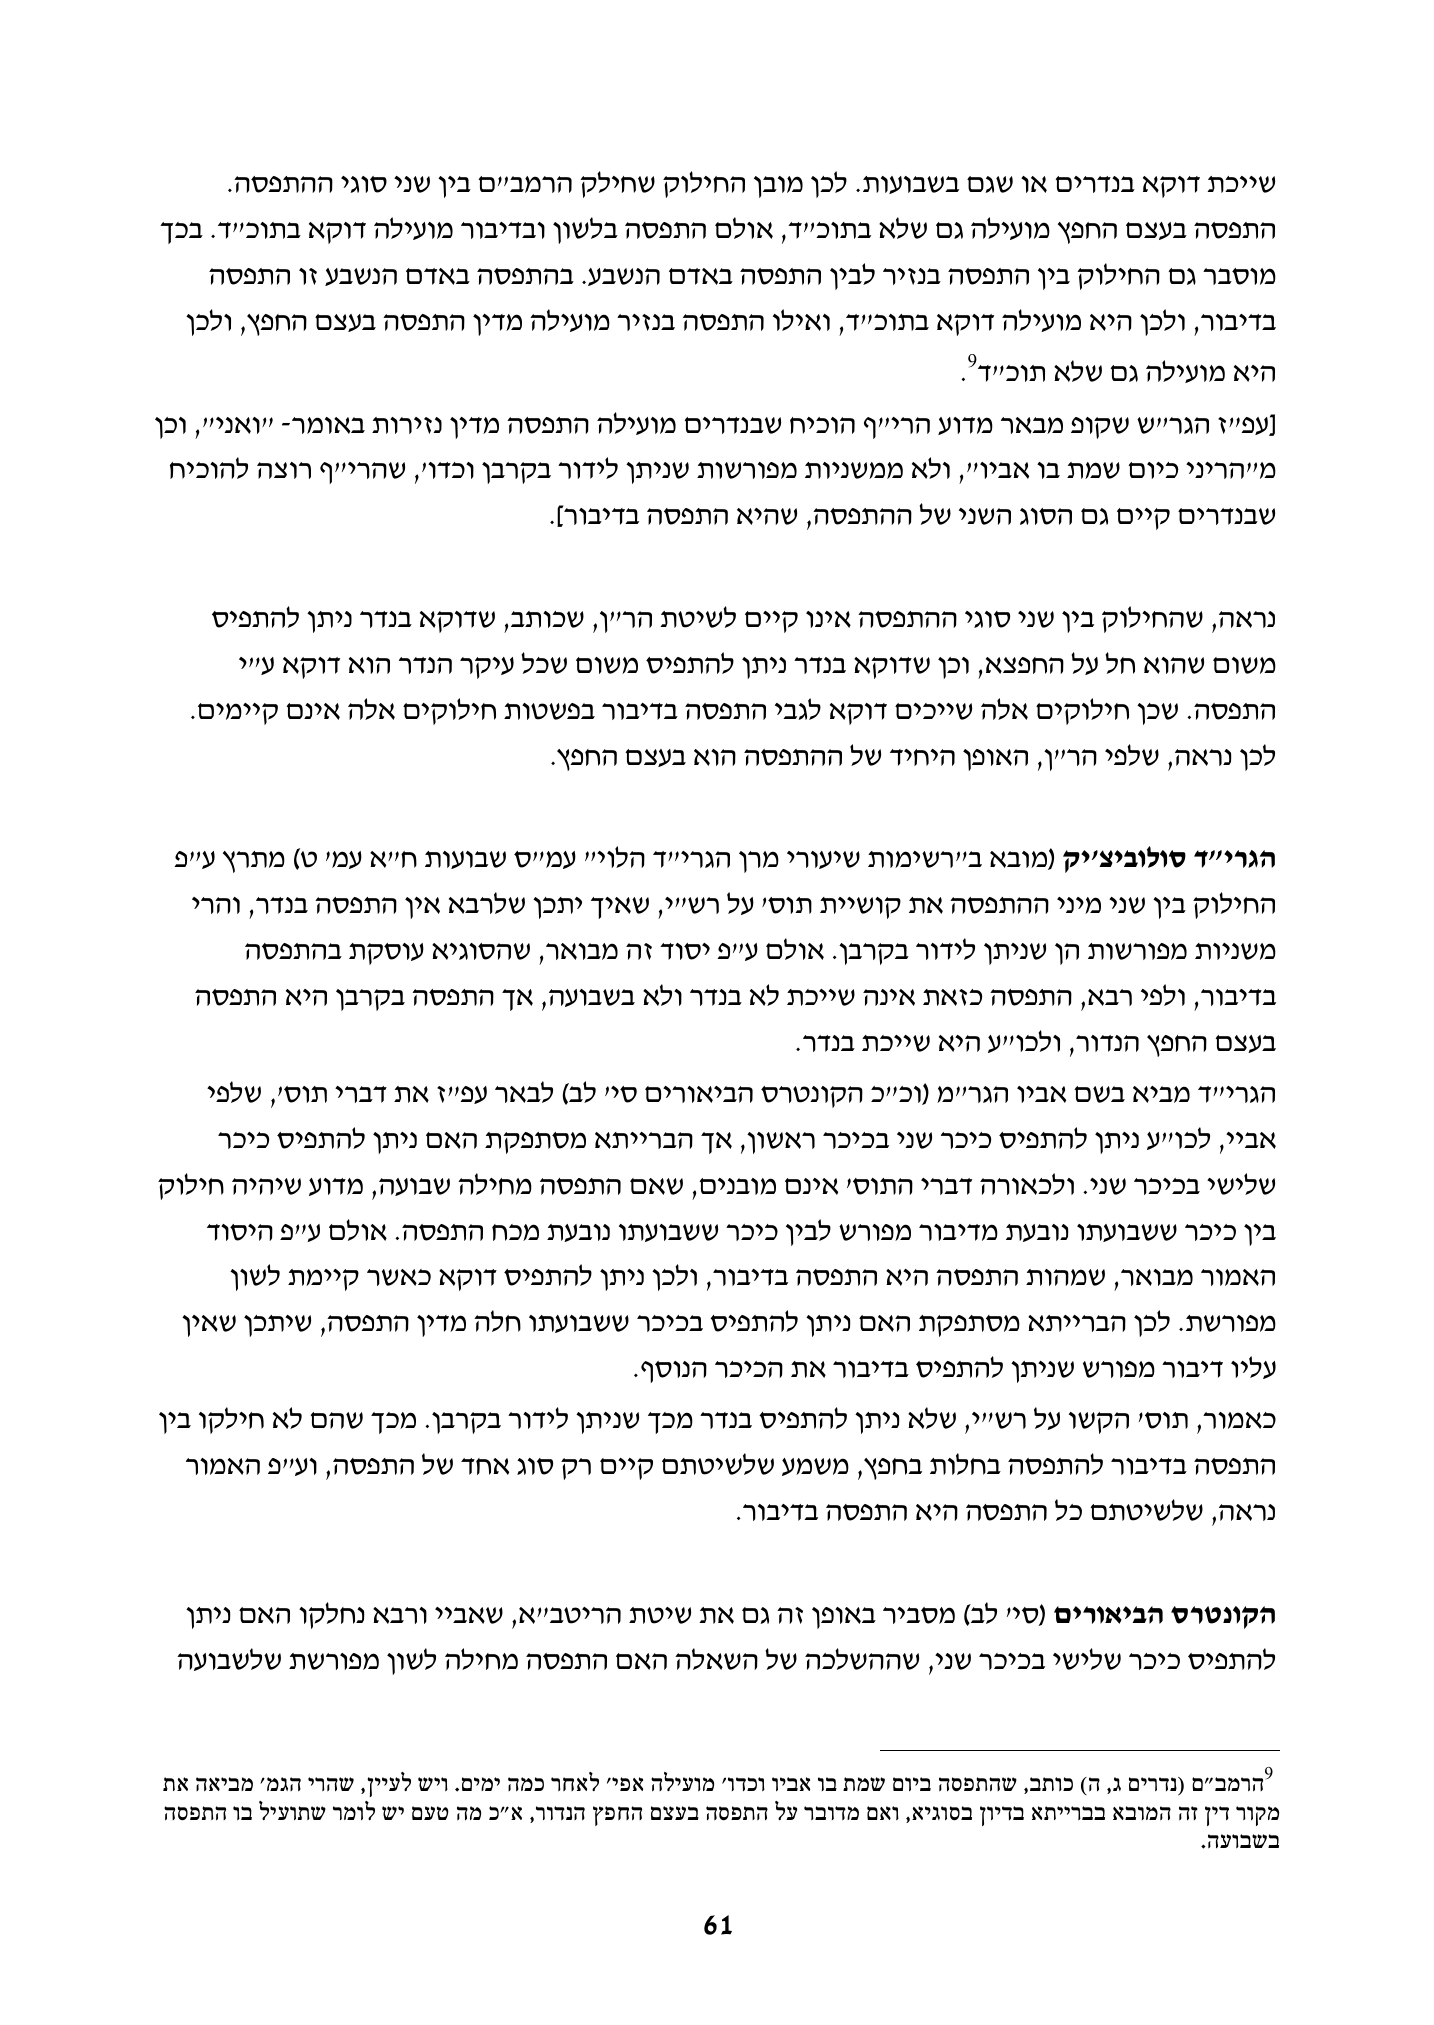 שייכת דוקא בנדרים או שגם בשבועות. לכן מובן החילוק שחילק הרמב״ם בין שני סוגי ההתפסה.
התפסה בעצם החפץ מועילה גם שלא בתוכ״ד, אולם התפסה בלשון ובדיבור מועילה דוקא בתוכ״ד. בכך
מוסבר גם החילוק בין התפסה בנזיר לבין התפסה באדם הנשבע. בהתפסה באדם הנשבע זו התפסה
בדיבור, ולכן היא מועילה דוקא בתוכ״ד, ואילו התפסה בנזיר מועילה מדין התפסה בעצם החפץ, ולכן
היא מועילה גם שלא תוכ״ד9.
[עפ״ז הגר״ש שקופ מבאר מדוע הרי״ף הוכיח שבנדרים מועילה התפסה מדין נזירות באומר- ״ואני״, וכן
מ״הריני כיום שמת בו אביו״, ולא ממשניות מפורשות שניתן לידור בקרבן וכדו׳, שהרי״ף רוצה להוכיח
שבנדרים קיים גם הסוג השני של ההתפסה, שהיא התפסה בדיבור].
נראה, שהחילוק בין שני סוגי ההתפסה אינו קיים לשיטת הר״ן, שכותב, שדוקא בנדר ניתן להתפיס
משום שהוא חל על החפצא, וכן שדוקא בנדר ניתן להתפיס משום שכל עיקר הנדר הוא דוקא ע״י
התפסה. שכן חילוקים אלה שייכים דוקא לגבי התפסה בדיבור בפשטות חילוקים אלה אינם קיימים.
לכן נראה, שלפי הר״ן, האופן היחיד של ההתפסה הוא בעצם החפץ.
הגרי״ד סולוביצ׳יק (מובא ב״רשימות שיעורי מרן הגרי״ד הלוי״ עמ״ס שבועות ח״א עמ׳ ט) מתרץ ע״פ
החילוק בין שני מיני ההתפסה את קושיית תוס׳ על רש״י, שאיך יתכן שלרבא אין התפסה בנדר, והרי
משניות מפורשות הן שניתן לידור בקרבן. אולם ע״פ יסוד זה מבואר, שהסוגיא עוסקת בהתפסה
בדיבור, ולפי רבא, התפסה כזאת אינה שייכת לא בנדר ולא בשבועה, אך התפסה בקרבן היא התפסה
בעצם החפץ הנדור, ולכו״ע היא שייכת בנדר.
הגרי״ד מביא בשם אביו הגר״מ (וכ״כ הקונטרס הביאורים סי׳ לב) לבאר עפ״ז את דברי תוס׳, שלפי
אביי, לכו״ע ניתן להתפיס כיכר שני בכיכר ראשון, אך הברייתא מסתפקת האם ניתן להתפיס כיכר
שלישי בכיכר שני. ולכאורה דברי התוס׳ אינם מובנים, שאם התפסה מחילה שבועה, מדוע שיהיה חילוק
בין כיכר ששבועתו נובעת מדיבור מפורש לבין כיכר ששבועתו נובעת מכח התפסה. אולם ע״פ היסוד
האמור מבואר, שמהות התפסה היא התפסה בדיבור, ולכן ניתן להתפיס דוקא כאשר קיימת לשון
מפורשת. לכן הברייתא מסתפקת האם ניתן להתפיס בכיכר ששבועתו חלה מדין התפסה, שיתכן שאין
עליו דיבור מפורש שניתן להתפיס בדיבור את הכיכר הנוסף.
כאמור, תוס׳ הקשו על רש״י, שלא ניתן להתפיס בנדר מכך שניתן לידור בקרבן. מכך שהם לא חילקו בין
התפסה בדיבור להתפסה בחלות בחפץ, משמע שלשיטתם קיים רק סוג אחד של התפסה, וע״פ האמור
נראה, שלשיטתם כל התפסה היא התפסה בדיבור.
הקונטרס הביאורים (סי׳ לב) מסביר באופן זה גם את שיטת הריטב״א, שאביי ורבא נחלקו האם ניתן
להתפיס כיכר שלישי בכיכר שני, שההשלכה של השאלה האם התפסה מחילה לשון מפורשת שלשבועה
9הרמב״ם (נדרים ג, ה) כותב, שהתפסה ביום שמת בו אביו וכדו׳ מועילה אפי׳ לאחר כמה ימים. ויש לעיין, שהרי הגמ׳ מביאה את
מקור דין זה המובא בברייתא בדיון בסוגיא, ואם מדובר על התפסה בעצם החפץ הנדור, א״כ מה טעם יש לומר שתועיל בו התפסה
בשבועה.
61